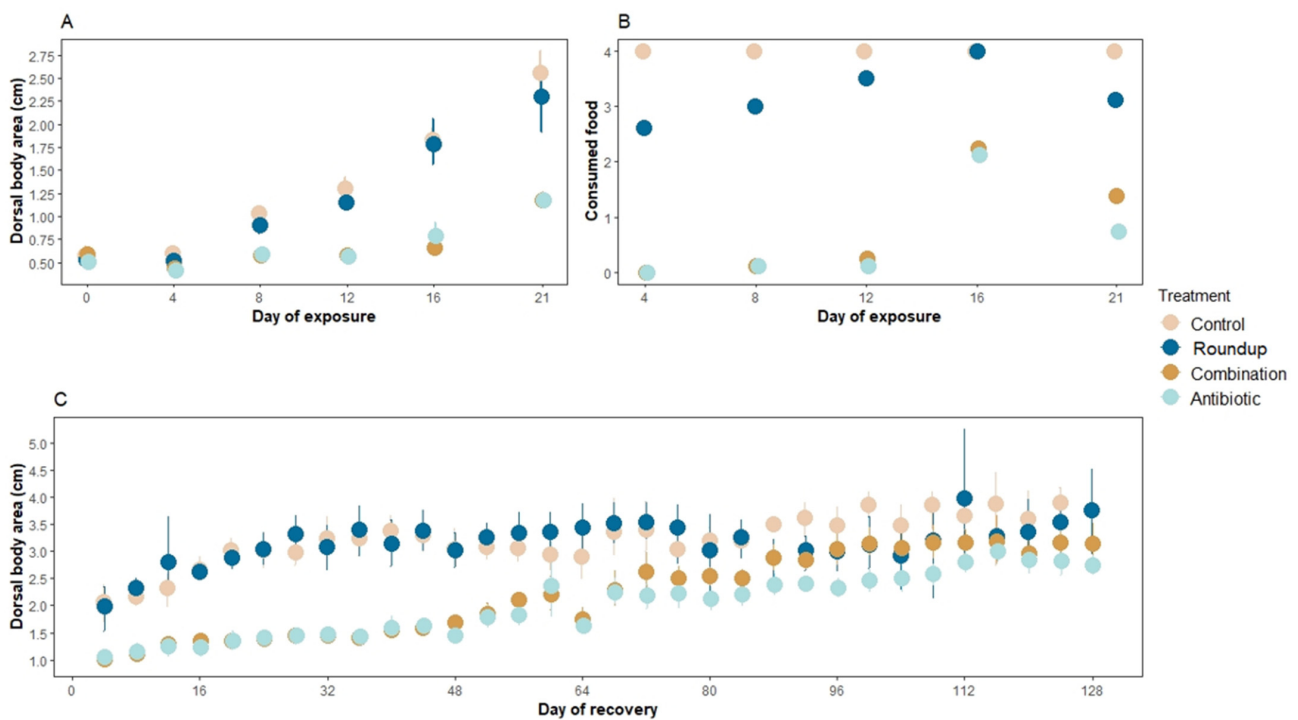 A
Dorsal body area (cm)
2.75
2.50
2.25
2.00
1.75
1.50
1.25
1.00
0.75
0.50
0 4 8 12 16 21
Day of exposure
B
Consumed food
4
3
2
1
0
4 8 12 16 21
Day of exposure
Treatment
Control
Roundup
Combination
Antibiotic
C
Dorsal body area (cm)
5.0
4.5
4.0
3.5
3.0
2.5
2.0
1.5
1.0
0 16 32 48 64 80 96 112 128
Day of recovery